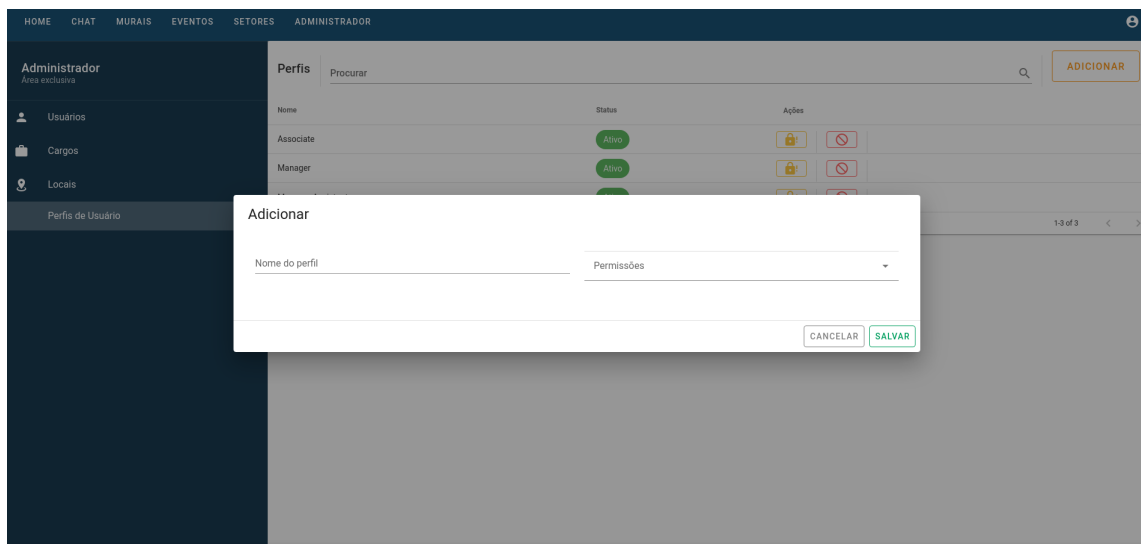 HOME CHAT MURAIS EVENTOS SETORES ADMINISTRADOR
Administrador
Área exclusiva
Usuários
Cargos
Locais
Perfis de Usuário
Perfis Procurar ADICIONAR
Nome Status Ações
Associate Ativo
Manager Ativo
1-3 of 3
Adicionar
Nome do perfil Permissões
CANCELAR SALVAR